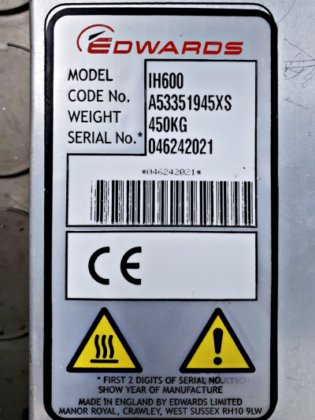 EDWARDS
MODEL IH600
CODE No. A53351945XS
WEIGHT 450KG
SERIAL No.* 046242021
*046242021*
CE
* FIRST 2 DIGITS OF SERIAL NO.
SHOW YEAR OF MANUFACTURE
MADE IN ENGLAND BY EDWARDS LIMITED
MANOR ROYAL, CRAWLEY, WEST SUSSEX RH10 9LW